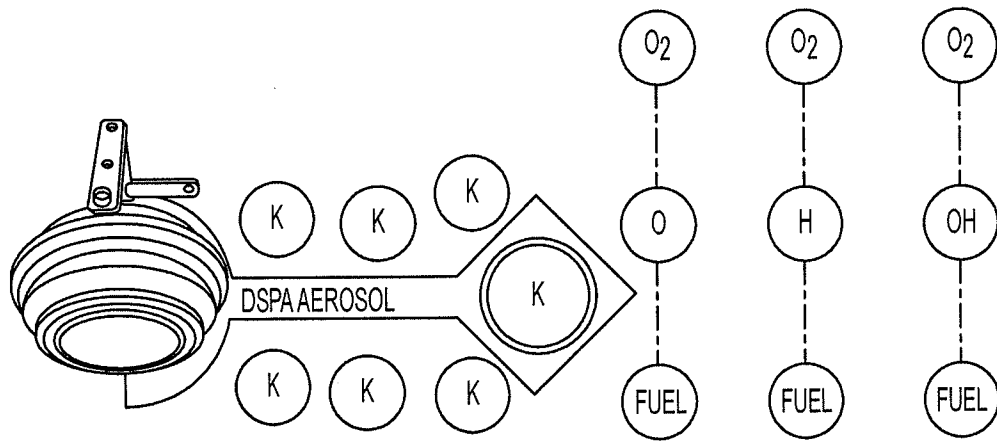 O2 O2 O2
K K K
O H OH
DSPA AEROSOL K
K K K
FUEL FUEL FUEL